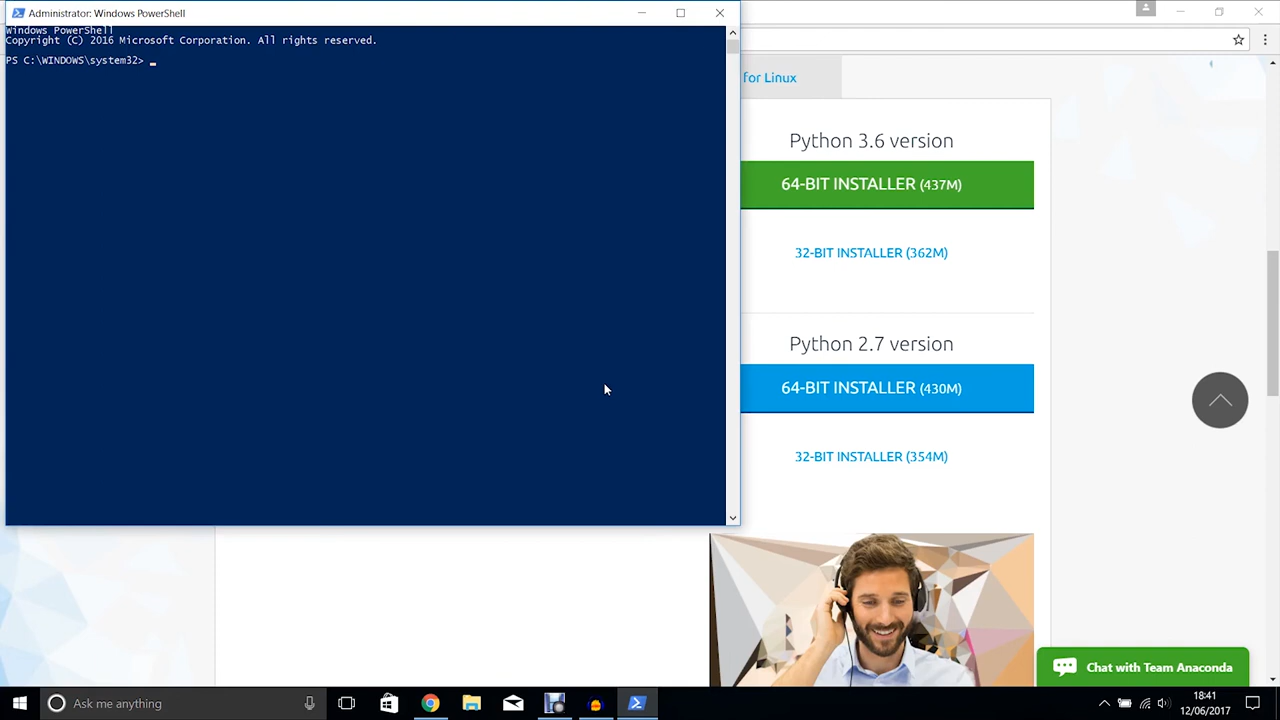 Administrator: Windows PowerShell
Windows PowerShell
Copyright (C) 2016 Microsoft Corporation. All rights reserved.
PS C:\WINDOWS\system32> _
for Linux
Python 3.6 version
64-BIT INSTALLER (437M)
32-BIT INSTALLER (362M)
Python 2.7 version
64-BIT INSTALLER (430M)
32-BIT INSTALLER (354M)
Chat with Team Anaconda
Ask me anything
18:41
12/06/2017